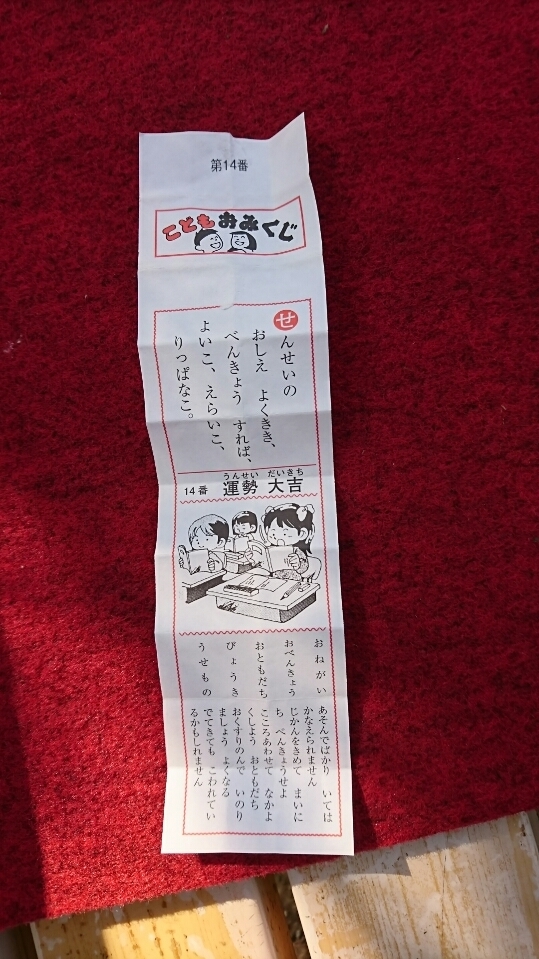 第14番
こどもおみくじ
せんせいの
おしえ よくきき、
べんきょう すれば、
よいこ、えらいこ、
りっぱなこ。
14番 運勢 大吉
うんせい だいきち
おねがい
あそんでばかり いては
かなえられません
おべんきょう
じかんをきめて まいに
ち べんきょうせよ
おともだち
こころあわせて なかよ
くしよう おともだち
びょうき
おくすりのんで いのり
ましょう よくなる
うせもの
でてきても こわれてい
るかもしれません